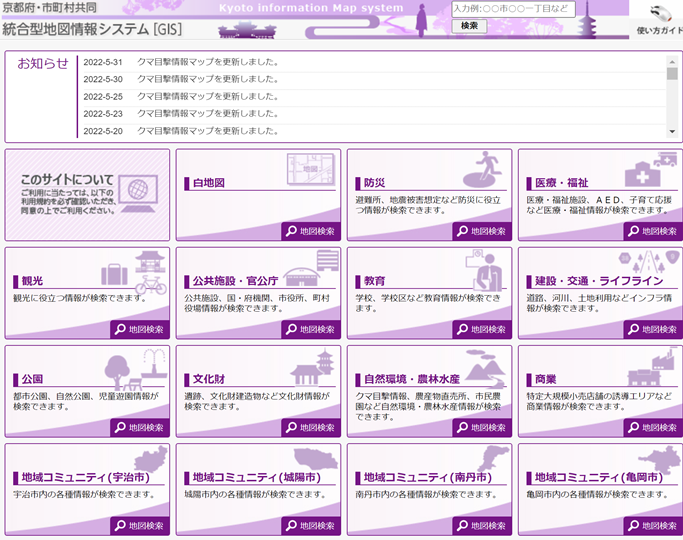 京都府・市町村共同
統合型地図情報システム［GIS］
Kyoto information Map system
入力例:〇〇市〇〇一丁目など
検索
使い方ガイド
お知らせ
2022-5-31 クマ目撃情報マップを更新しました。
2022-5-30 クマ目撃情報マップを更新しました。
2022-5-25 クマ目撃情報マップを更新しました。
2022-5-23 クマ目撃情報マップを更新しました。
2022-5-20 クマ目撃情報マップを更新しました。
このサイトについて
ご利用に当たっては、以下の
利用規約を必ず確認いただき、
同意の上でご利用ください。
白地図
地図
地図検索
防災
避難所、地震被害想定など防災に役立
つ情報が検索できます。
地図検索
医療・福祉
医療・福祉施設、ＡＥＤ、子育て応援
など医療・福祉情報が検索できます。
地図検索
観光
観光に役立つ情報が検索できます。
地図検索
公共施設・官公庁
公共施設、国・府機関、市役所、町村
役場情報が検索できます。
地図検索
教育
学校、学校区など教育情報が検索できま
す。
地図検索
建設・交通・ライフライン
道路、河川、土地利用などインフラ情
報が検索できます。
地図検索
公園
都市公園、自然公園、児童遊園情報が
検索できます。
地図検索
文化財
遺跡、文化財建造物など文化財情報が
検索できます。
地図検索
自然環境・農林水産
クマ目撃情報、農産物直売所、市民農
園など自然環境・農林水産情報が検索で
きます。
地図検索
商業
特定大規模小売店舗の誘導エリアなど
商業情報が検索できます。
地図検索
地域コミュニティ(宇治市)
宇治市内の各種情報が検索できます。
地図検索
地域コミュニティ(城陽市)
城陽市内の各種情報が検索できます。
地図検索
地域コミュニティ(南丹市)
南丹市内の各種情報が検索できます。
地図検索
地域コミュニティ(亀岡市)
亀岡市内の各種情報が検索できます。
地図検索